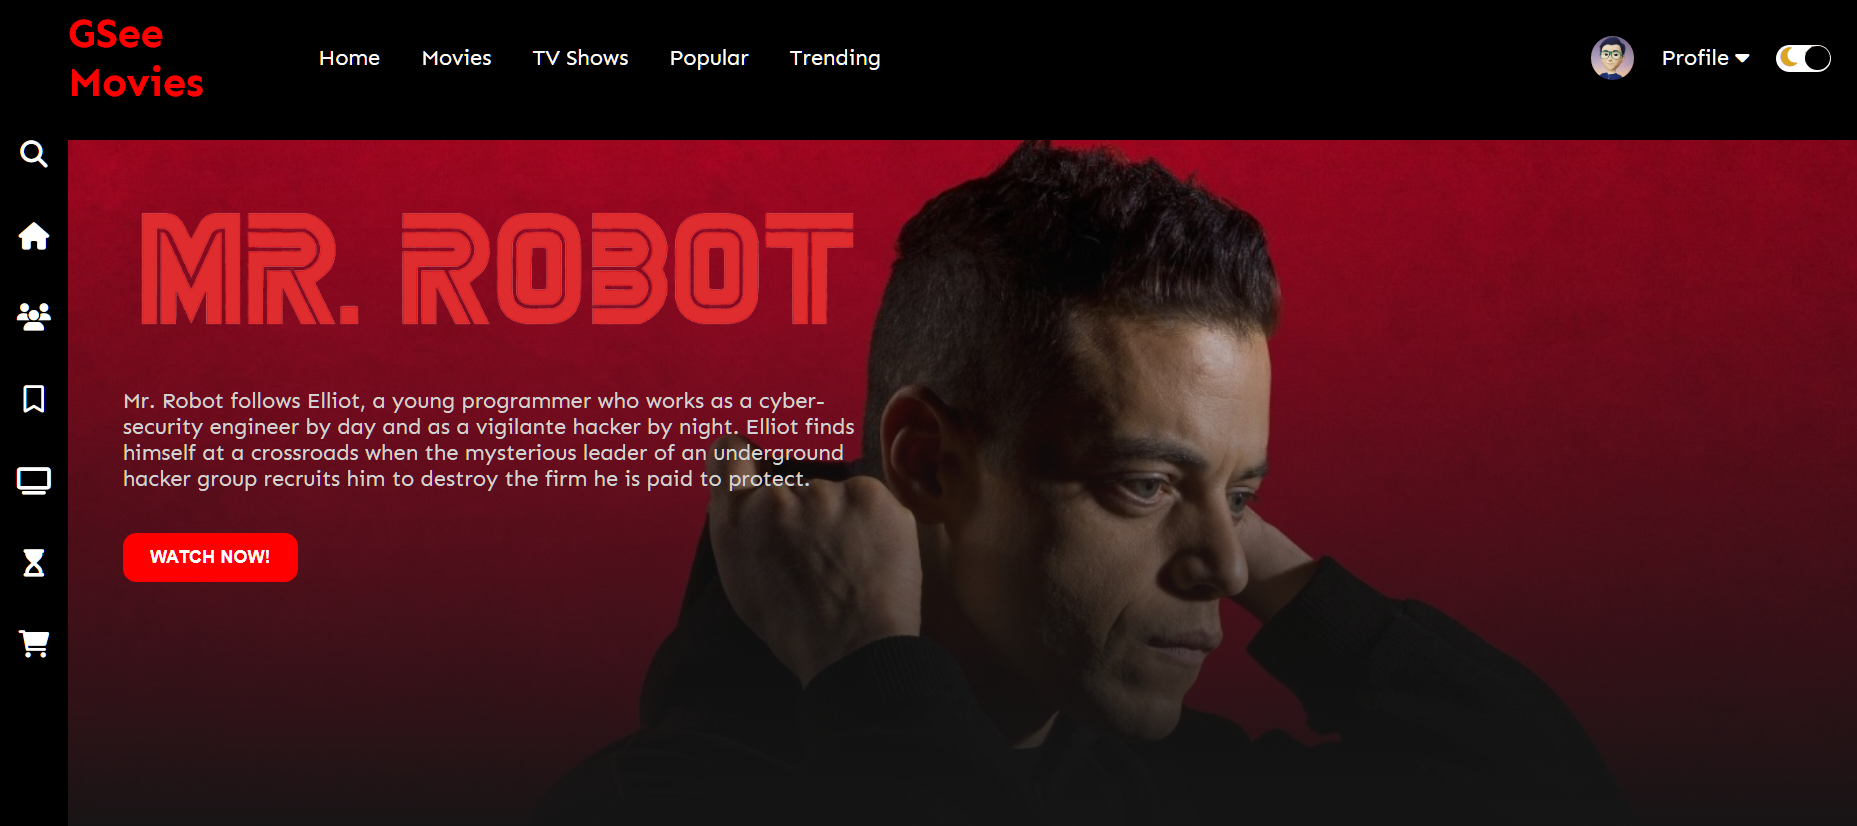 GSee
Movies
Home
Movies
TV Shows
Popular
Trending
Profile
MR. ROBOT
Mr. Robot follows Elliot, a young programmer who works as a cyber-
security engineer by day and as a vigilante hacker by night. Elliot finds
himself at a crossroads when the mysterious leader of an underground
hacker group recruits him to destroy the firm he is paid to protect.
WATCH NOW!